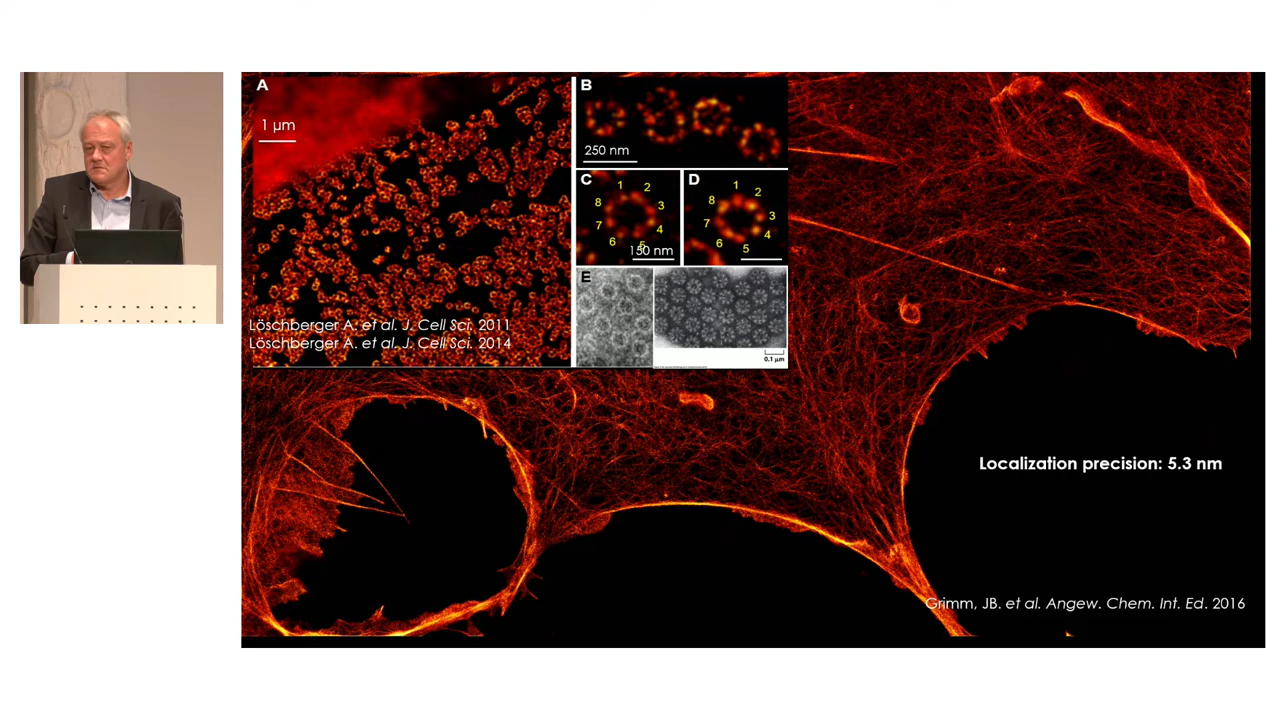 A
1 µm
B
250 nm
C
1
2
3
4
5
6
7
8
150 nm
D
1
2
3
4
5
6
7
8
E
0.1 µm
Löschberger A. et al. J. Cell Sci. 2011
Löschberger A. et al. J. Cell Sci. 2014
Localization precision: 5.3 nm
Grimm, JB. et al. Angew. Chem. Int. Ed. 2016